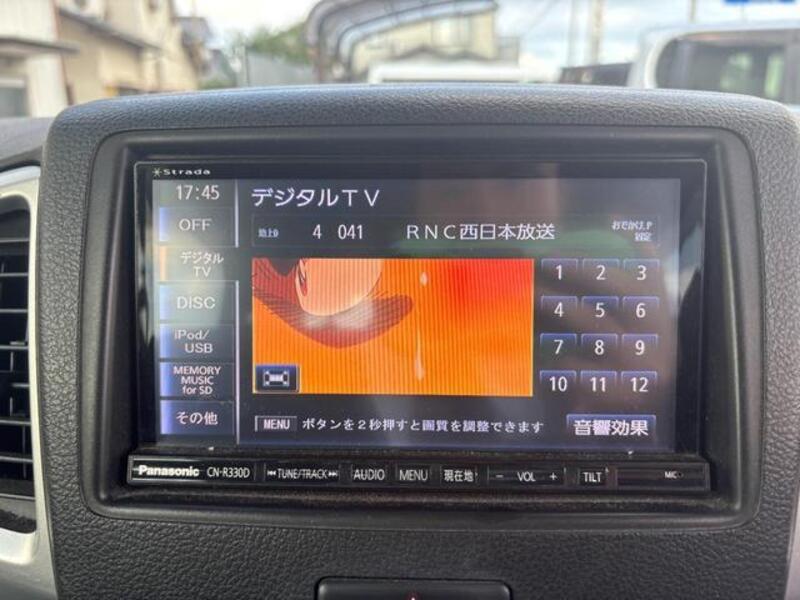 Strada
17:45
デジタルTV
OFF
地上D 4 041 RNC西日本放送 おでかけ.P 設定
デジタル
TV
DISC
iPod/
USB
MEMORY
MUSIC
for SD
その他
1 2 3
4 5 6
7 8 9
10 11 12
MENU ボタンを2秒押すと画質を調整できます
音響効果
Panasonic CN-R330D TUNE/TRACK AUDIO MENU 現在地 − VOL + TILT MIC